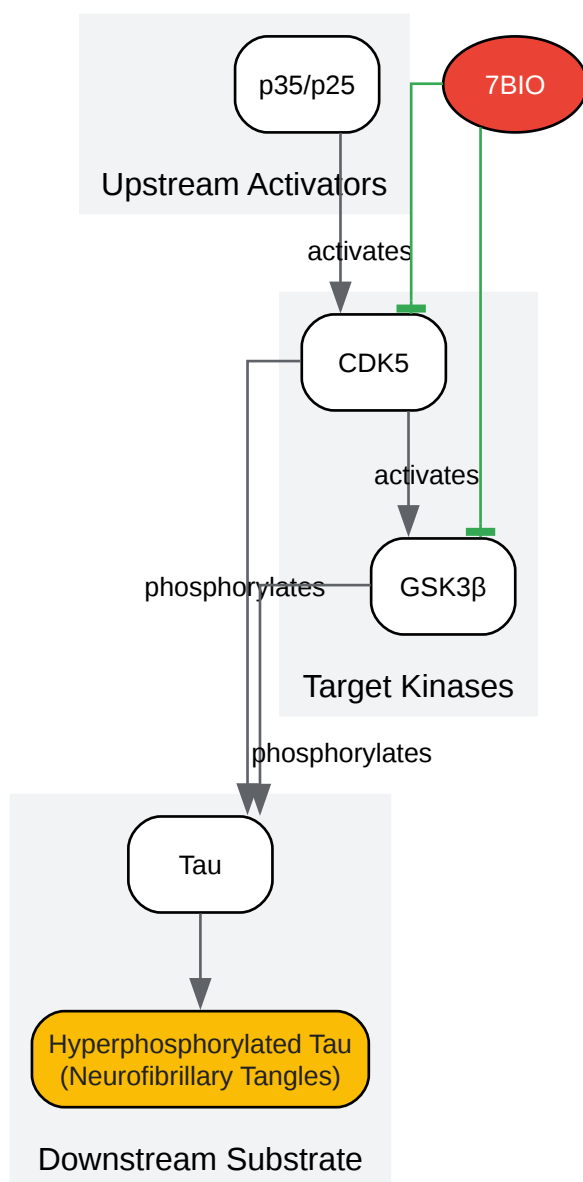 p35/p25
7BIO
Upstream Activators
activates
CDK5
activates
phosphorylates
GSK3β
Target Kinases
phosphorylates
Tau
Hyperphosphorylated Tau
(Neurofibrillary Tangles)
Downstream Substrate